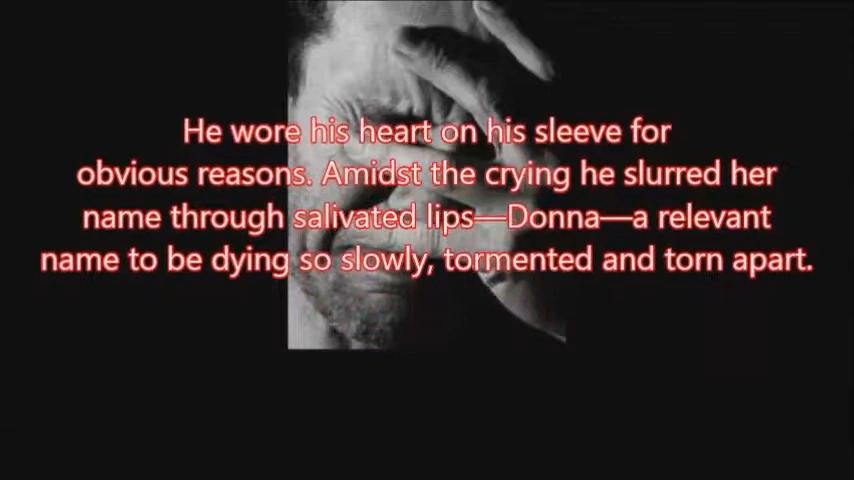 He wore his heart on his sleeve for
obvious reasons. Amidst the crying he slurred her
name through salivated lips—Donna—a relevant
name to be dying so slowly, tormented and torn apart.